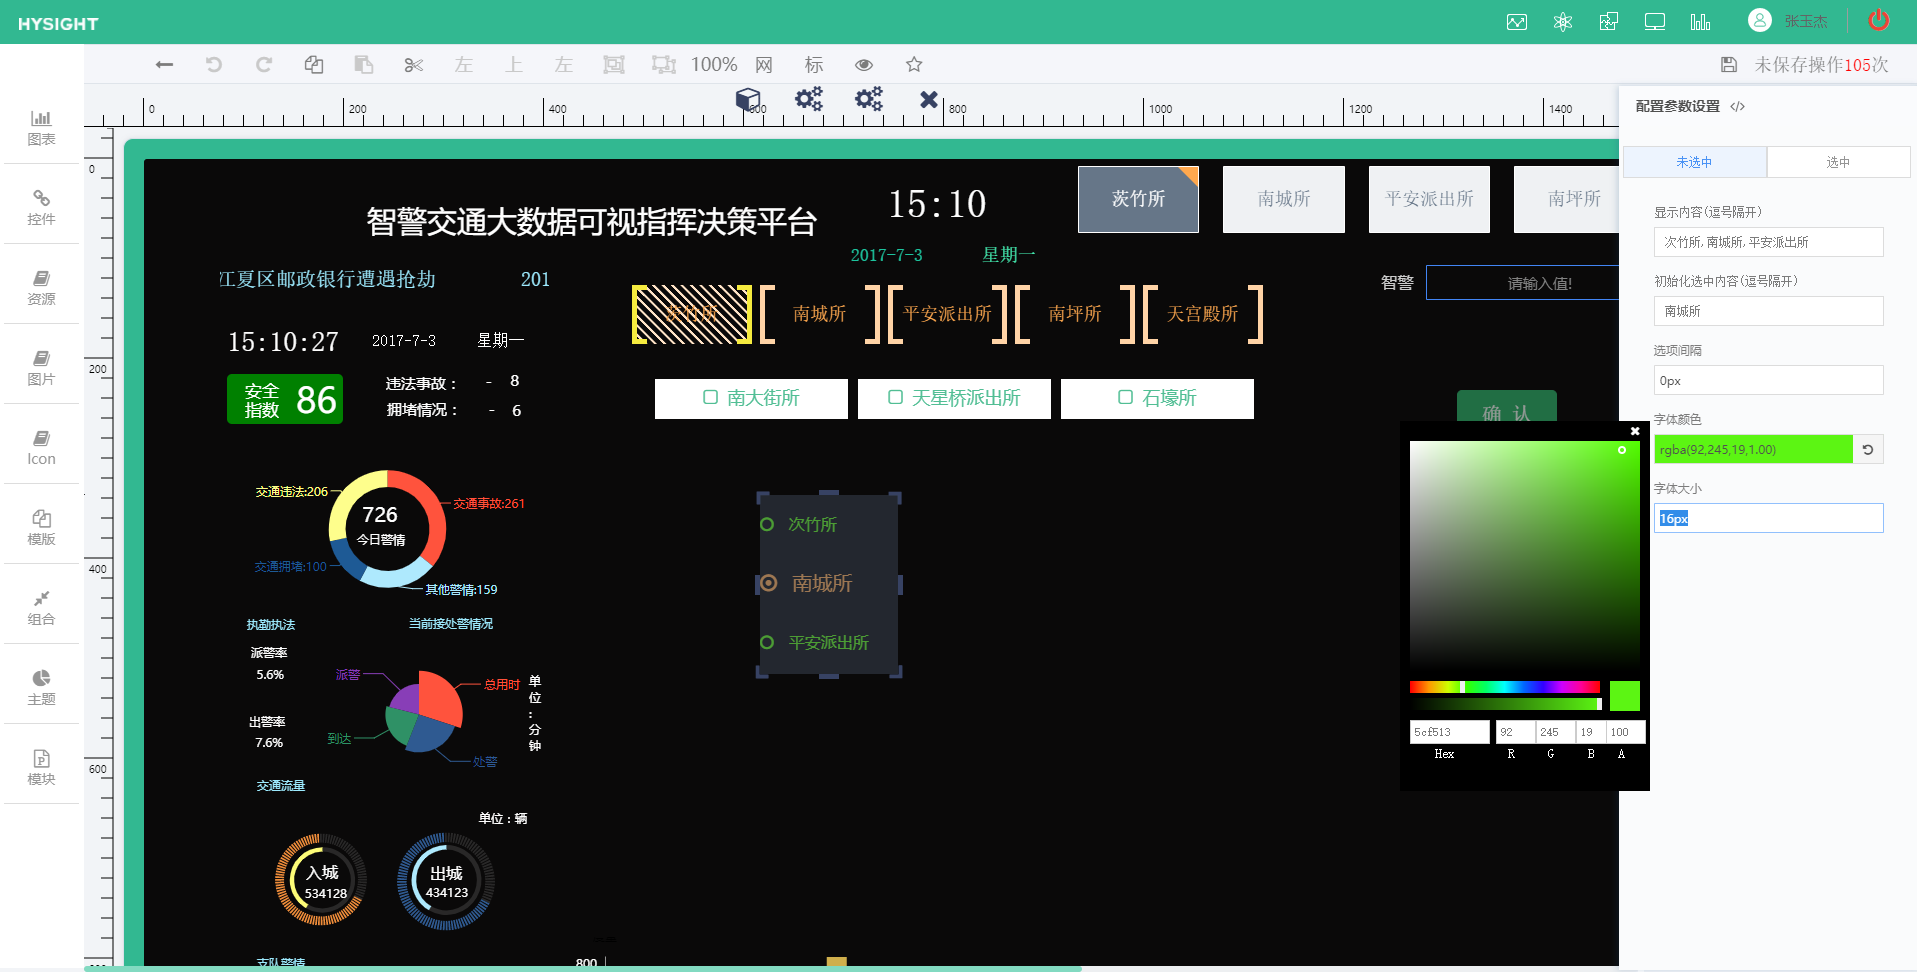 HYSIGHT
张玉杰
左
上
左
100%
网
标
未保存操作105次
图表
控件
资源
图片
Icon
模版
组合
主题
模块
0
200
400
600
800
1000
1200
1400
0
200
400
600
智警交通大数据可视指挥决策平台
15:10
2017-7-3
星期一
茨竹所
南城所
平安派出所
南坪所
江夏区邮政银行遭遇抢劫
201
智警
请输入值!
茨竹所
南城所
平安派出所
南坪所
天宫殿所
15:10:27
2017-7-3
星期一
安全
指数
86
违法事故：
-
8
拥堵情况：
-
6
南大街所
天星桥派出所
石壕所
确 认
交通违法:206
交通事故:261
726
今日警情
交通拥堵:100
其他警情:159
次竹所
南城所
平安派出所
执勤执法
当前接处警情况
派警率
5.6%
出警率
7.6%
派警
总用时
到达
处警
单位:分钟
交通流量
单位：辆
入城
534128
出城
434123
支队警情
800
配置参数设置
</>
未选中
选中
显示内容(逗号隔开)
次竹所,南城所,平安派出所
初始化选中内容(逗号隔开)
南城所
选项间隔
0px
字体颜色
rgba(92,245,19,1.00)
字体大小
16px
5cf513
92
245
19
100
Hex
R
G
B
A